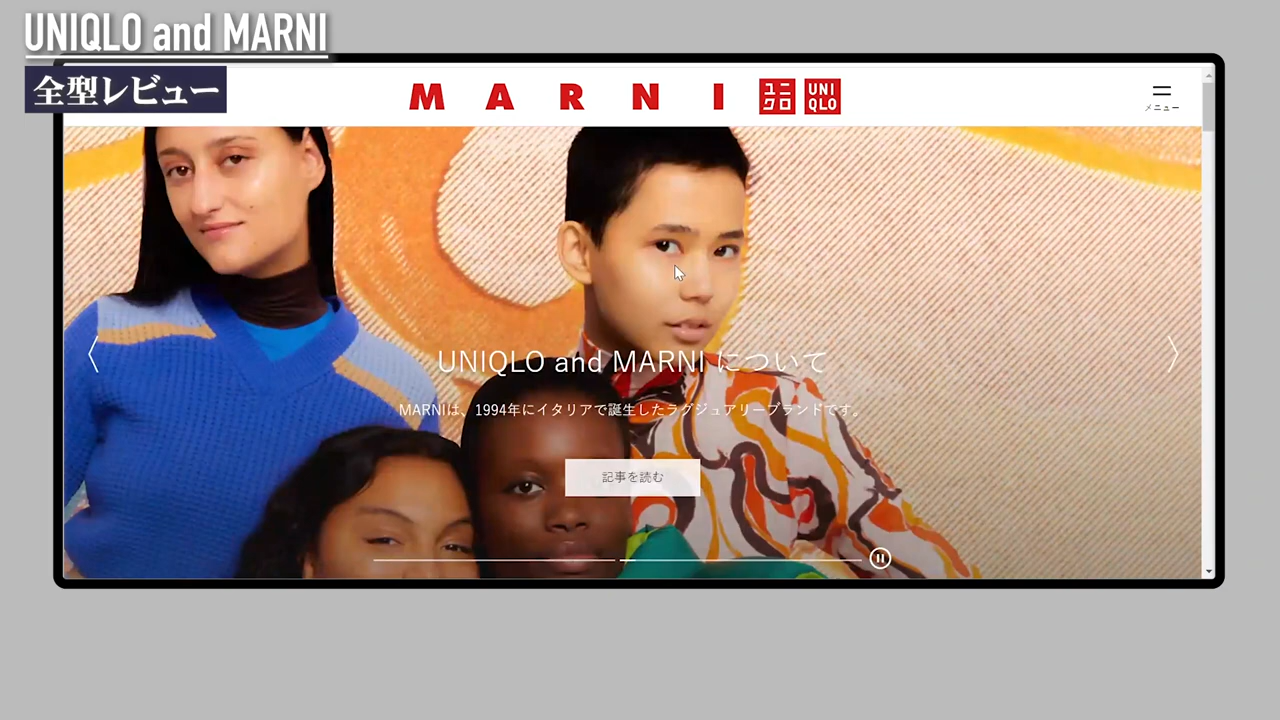 UNIQLO and MARNI
全型レビュー
MARNI ユニクロ UNIQLO
メニュー
UNIQLO and MARNI について
MARNIは、1994年にイタリアで誕生したラグジュアリーブランドです。
記事を読む